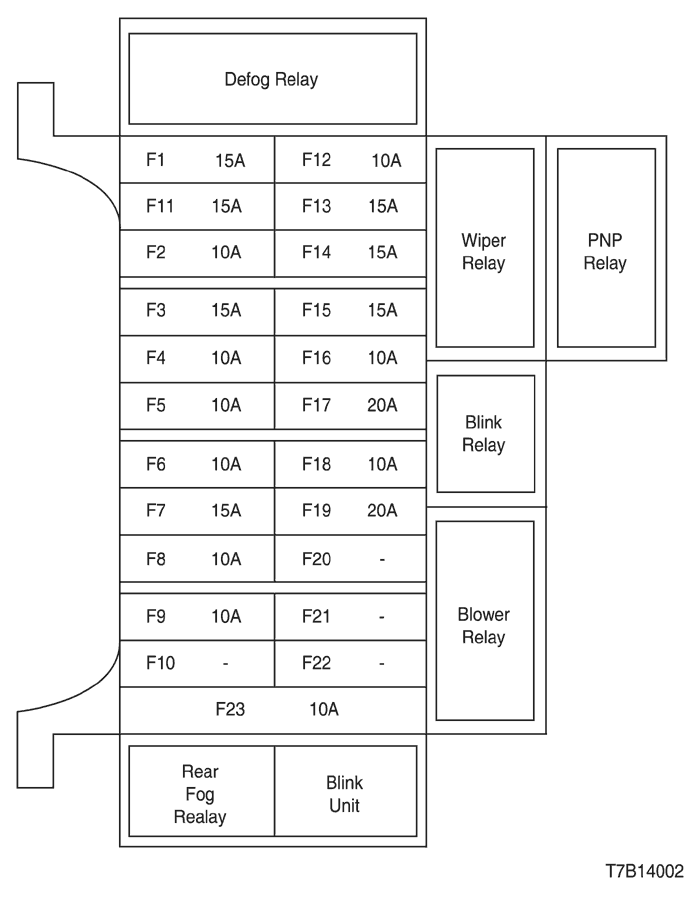 Defog Relay
F1 15A F12 10A
F11 15A F13 15A
F2 10A F14 15A
Wiper
Relay
PNP
Relay
F3 15A F15 15A
F4 10A F16 10A
F5 10A F17 20A
Blink
Relay
F6 10A F18 10A
F7 15A F19 20A
F8 10A F20 -
F9 10A F21 -
F10 - F22 -
Blower
Relay
F23 10A
Rear
Fog
Realay
Blink
Unit
T7B14002